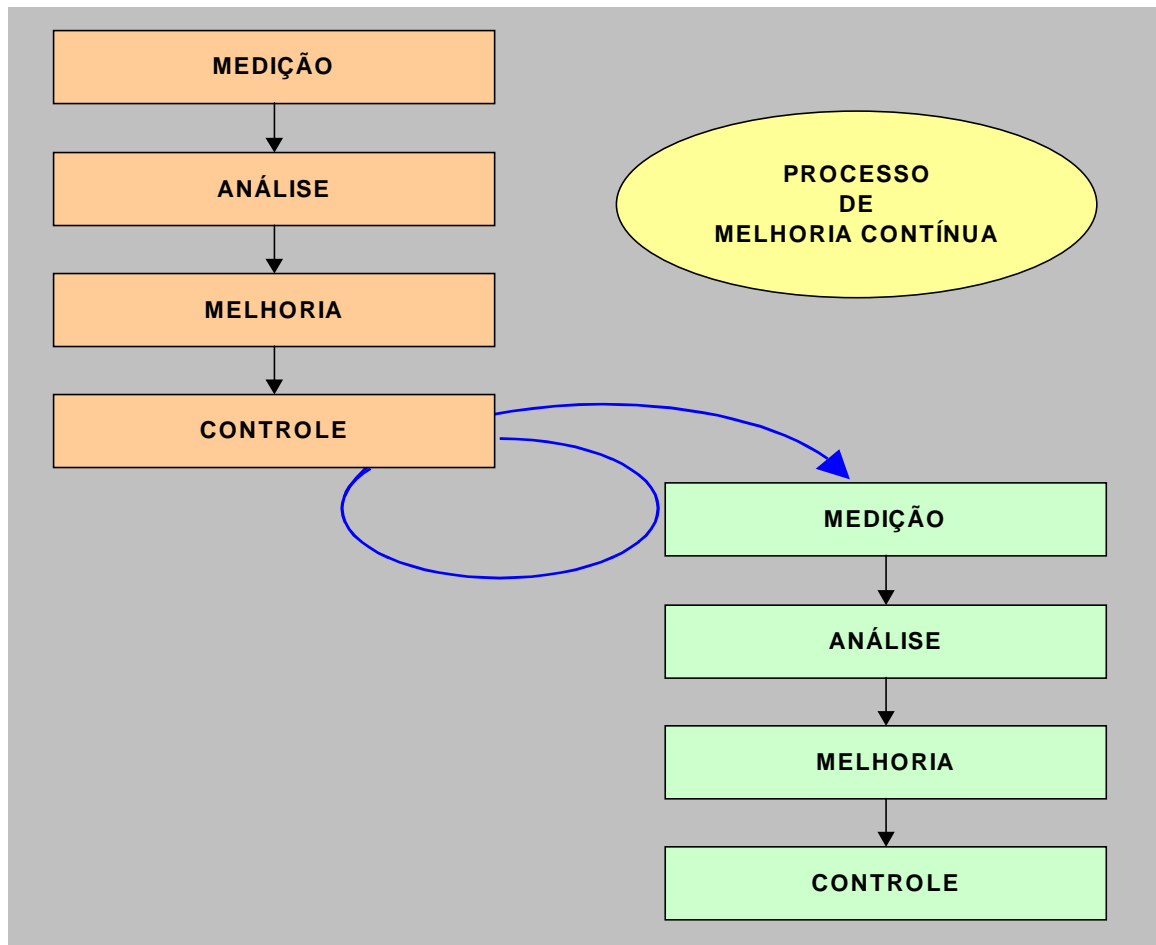 MEDIÇÃO
ANÁLISE
MELHORIA
CONTROLE
PROCESSO
DE
MELHORIA CONTÍNUA
MEDIÇÃO
ANÁLISE
MELHORIA
CONTROLE